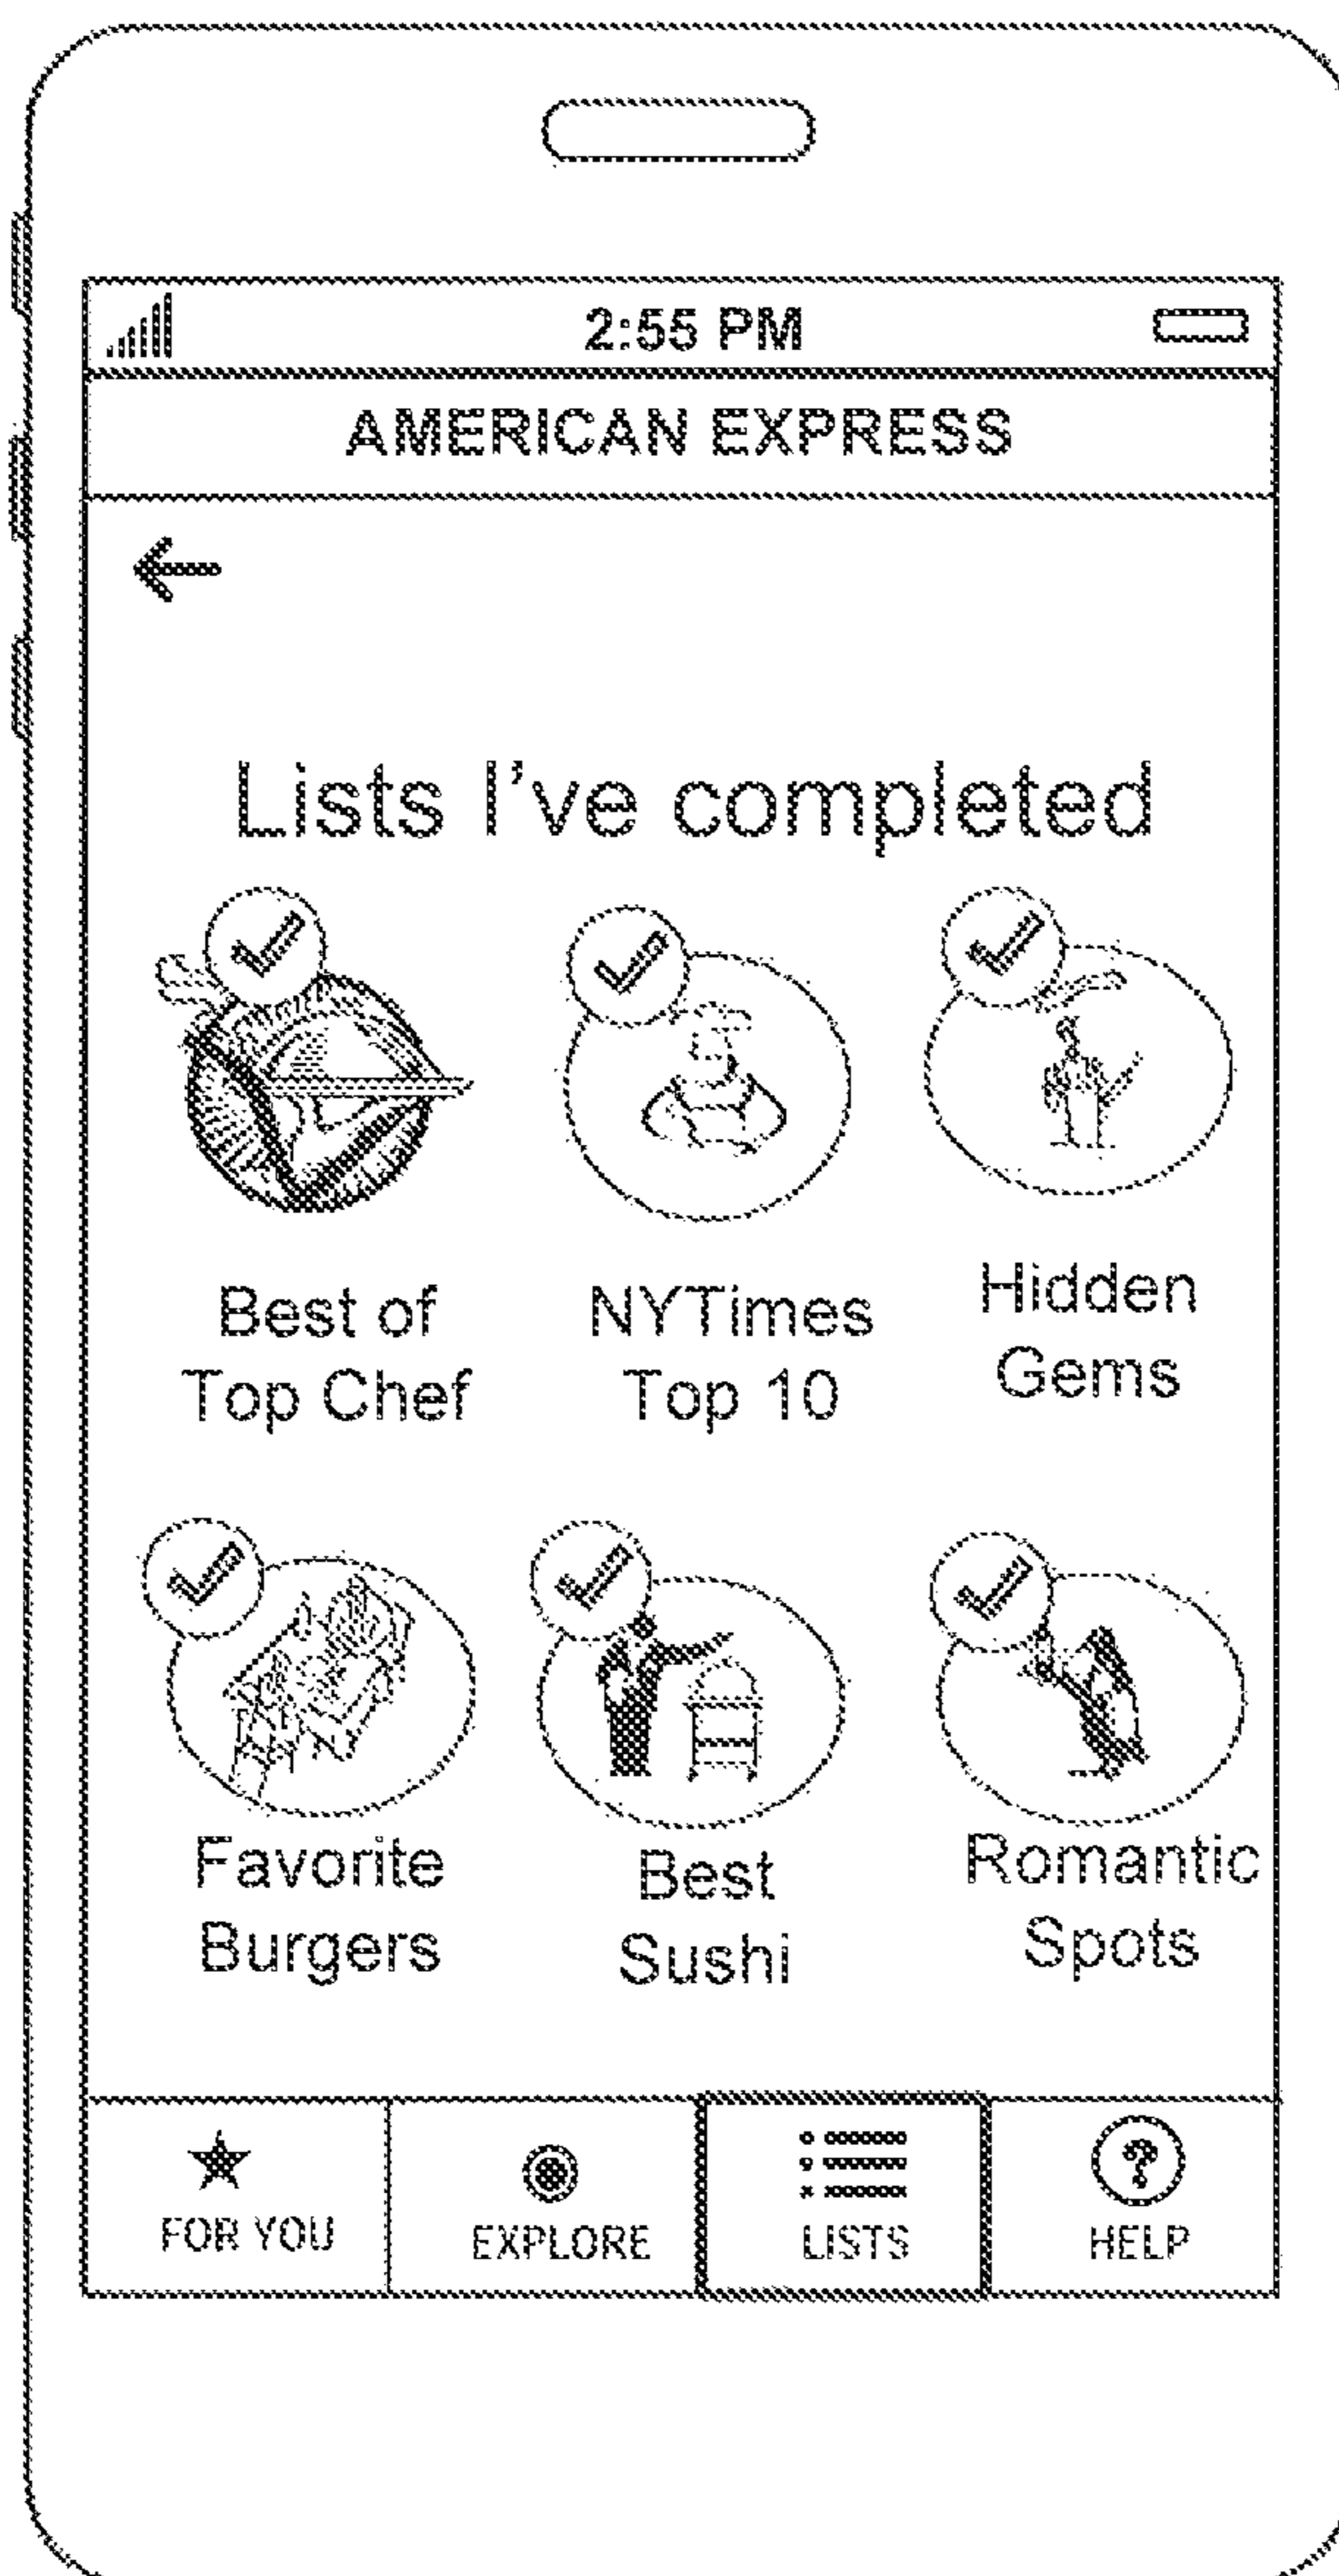 2:55 PM
AMERICAN EXPRESS
Lists I've completed
Best of
Top Chef
NYTimes
Top 10
Hidden
Gems
Favorite
Burgers
Best
Sushi
Romantic
Spots
FOR YOU
EXPLORE
LISTS
HELP